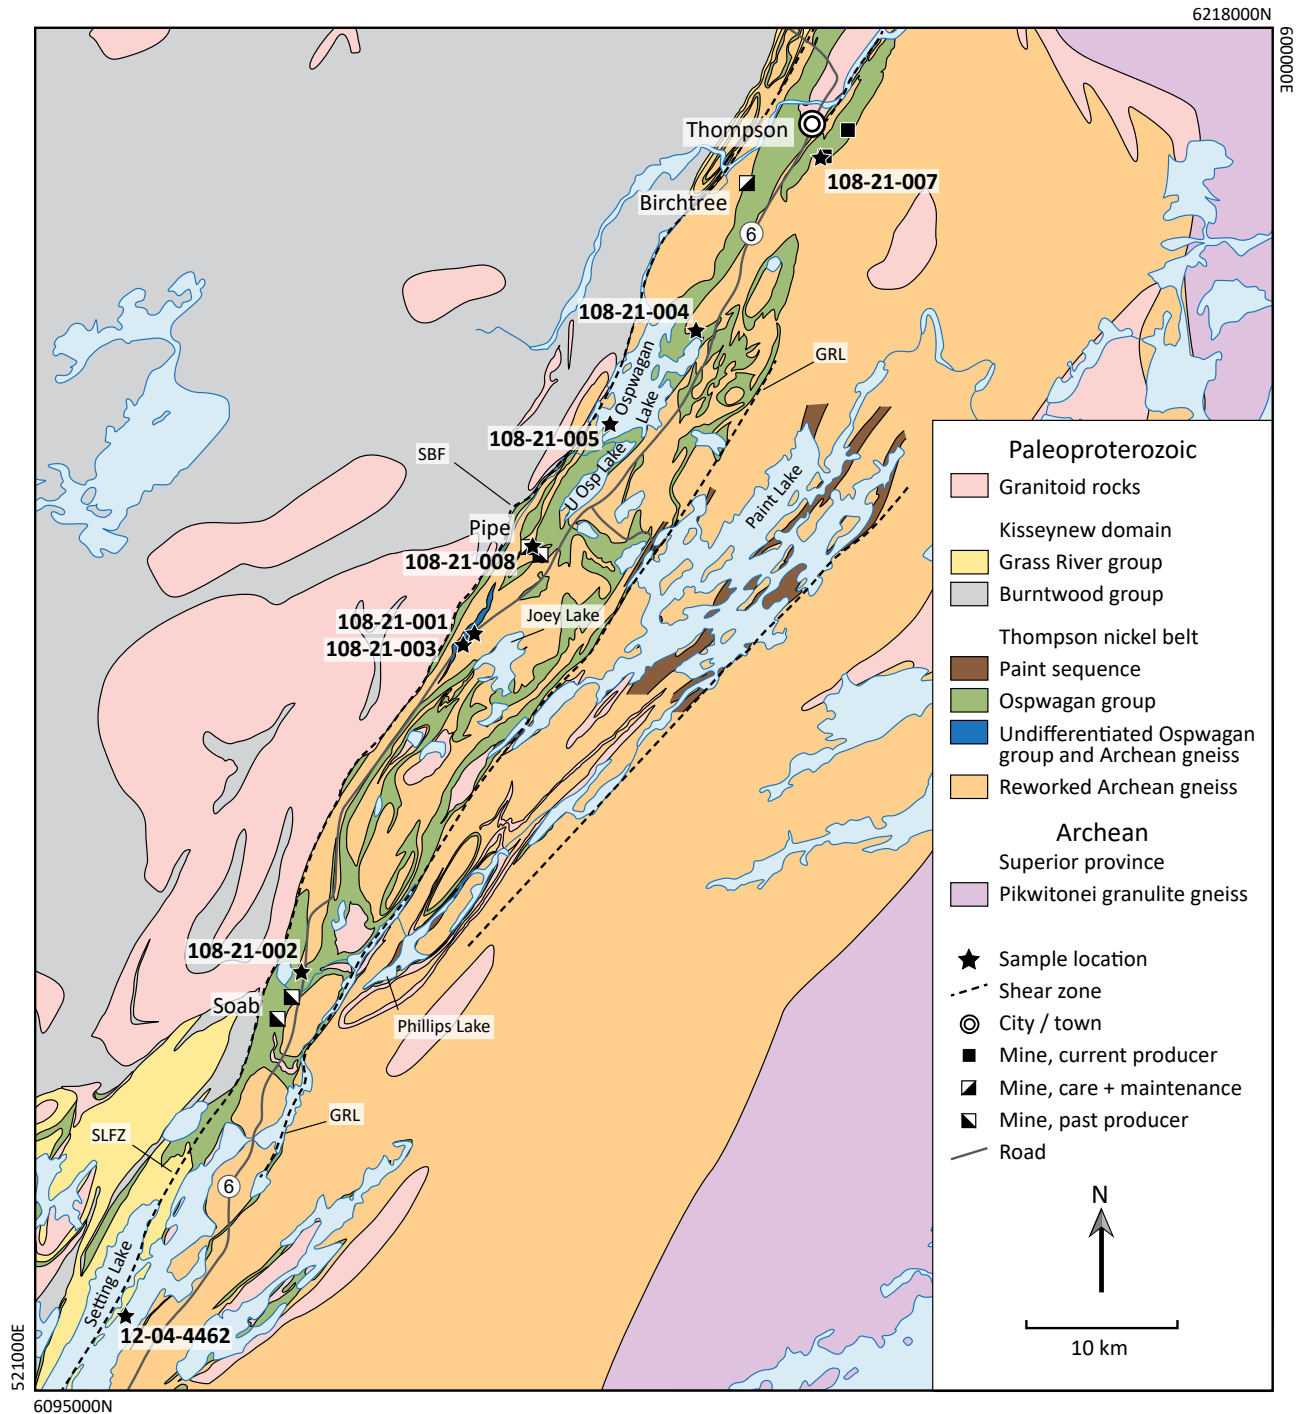 6218000N
600000E
Thompson
108-21-007
Birchtree
6
108-21-004
GRL
Ospwagan
Lake
108-21-005
SBF
U Osp Lake
Paint Lake
Pipe
108-21-008
108-21-001
Joey Lake
108-21-003
108-21-002
Soab
Phillips Lake
GRL
SLFZ
6
Setting Lake
12-04-4462
521000E
6095000N
Paleoproterozoic
Granitoid rocks
Kisseynew domain
Grass River group
Burntwood group
Thompson nickel belt
Paint sequence
Ospwagan group
Undifferentiated Ospwagan
group and Archean gneiss
Reworked Archean gneiss
Archean
Superior province
Pikwitonei granulite gneiss
Sample location
Shear zone
City / town
Mine, current producer
Mine, care + maintenance
Mine, past producer
Road
N
10 km